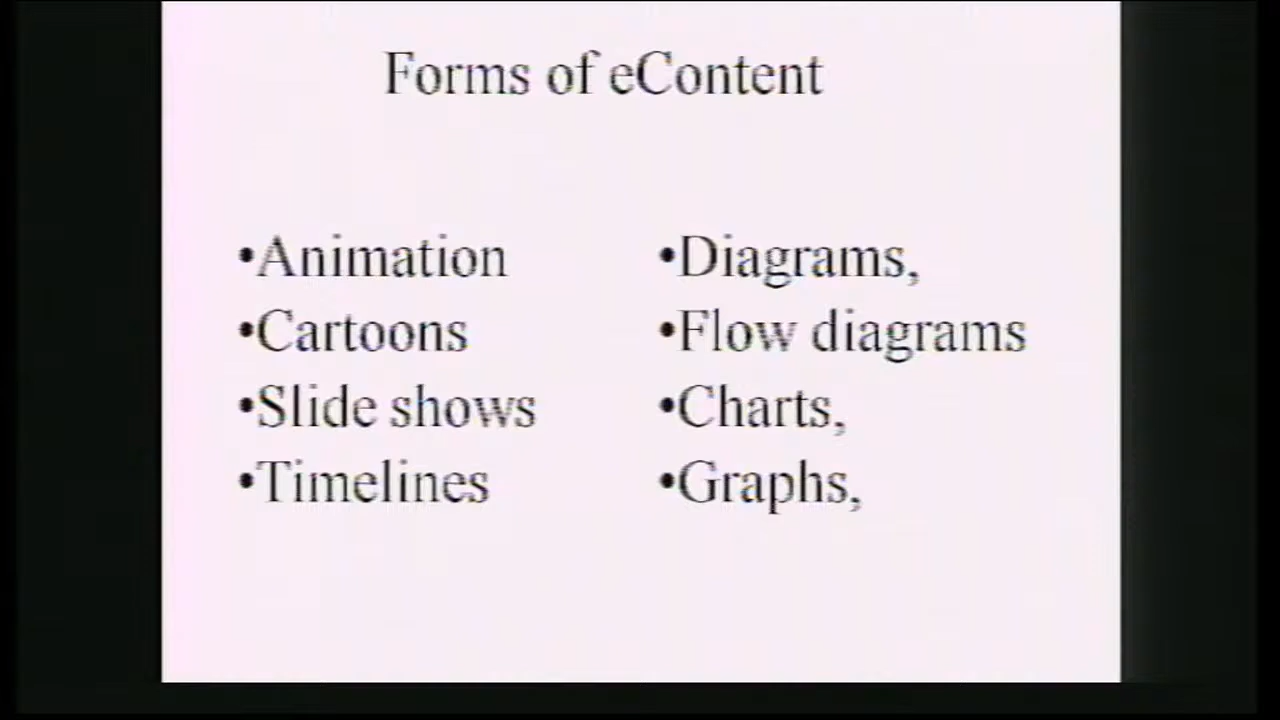 Forms of eContent
•Animation
•Cartoons
•Slide shows
•Timelines
•Diagrams,
•Flow diagrams
•Charts,
•Graphs,